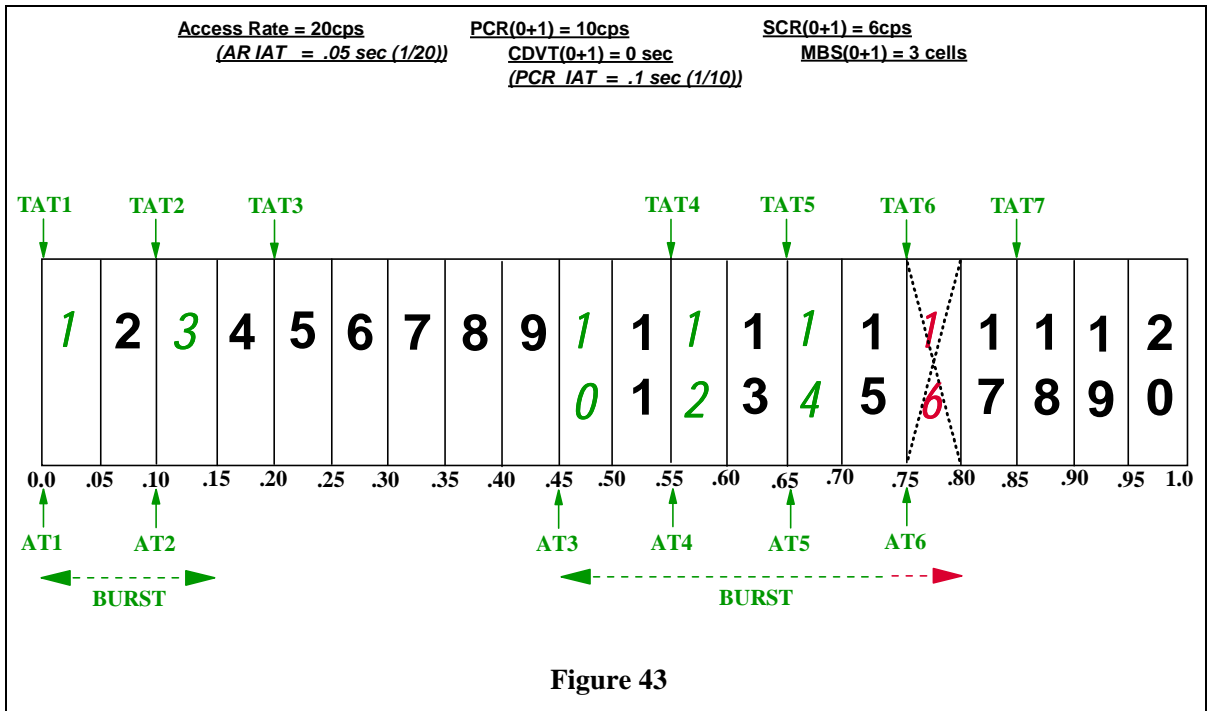 Access Rate = 20cps PCR(0+1) = 10cps SCR(0+1) = 6cps
(AR IAT = .05 sec (1/20)) CDVT(0+1) = 0 sec MBS(0+1) = 3 cells
(PCR IAT = .1 sec (1/10))
TAT1 TAT2 TAT3 TAT4 TAT5 TAT6 TAT7
1 2 3 4 5 6 7 8 9 10 11 12 13 14 15 16 17 18 19 20
0.0 .05 .10 .15 .20 .25 .30 .35 .40 .45 .50 .55 .60 .65 .70 .75 .80 .85 .90 .95 1.0
AT1 AT2 AT3 AT4 AT5 AT6
BURST BURST
Figure 43